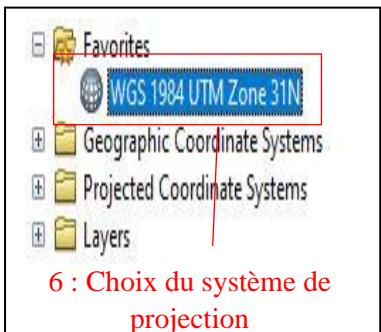 Favorites
WGS 1984 UTM Zone 31N
Geographic Coordinate Systems
Projected Coordinate Systems
Layers
6 : Choix du système de
projection